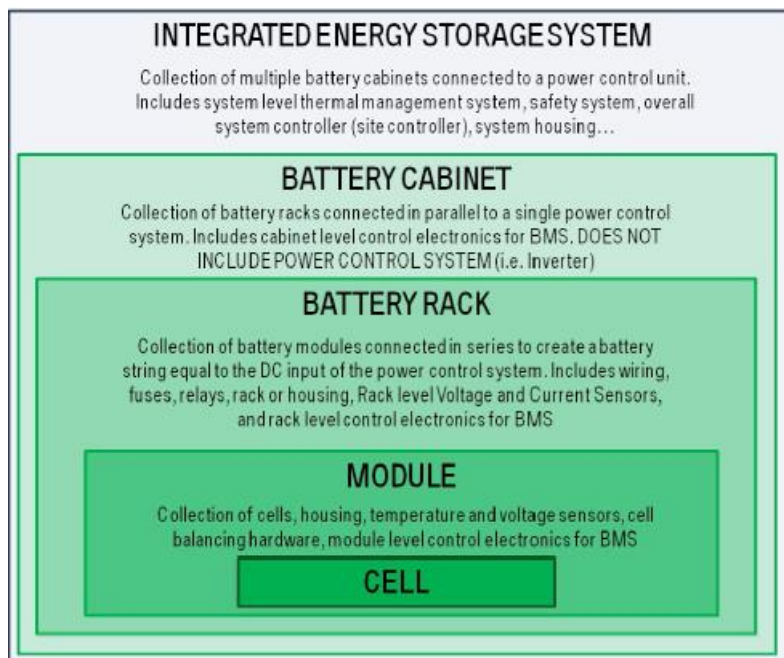 INTEGRATED ENERGY STORAGE SYSTEM
Collection of multiple battery cabinets connected to a power control unit.
Includes system level thermal management system, safety system, overall
system controller (site controller), system housing...
BATTERY CABINET
Collection of battery racks connected in parallel to a single power control
system. Includes cabinet level control electronics for BMS. DOES NOT
INCLUDE POWER CONTROL SYSTEM (i.e. Inverter)
BATTERY RACK
Collection of battery modules connected in series to create a battery
string equal to the DC input of the power control system. Includes wiring,
fuses, relays, rack or housing, Rack level Voltage and Current Sensors,
and rack level control electronics for BMS
MODULE
Collection of cells, housing, temperature and voltage sensors, cell
balancing hardware, module level control electronics for BMS
CELL